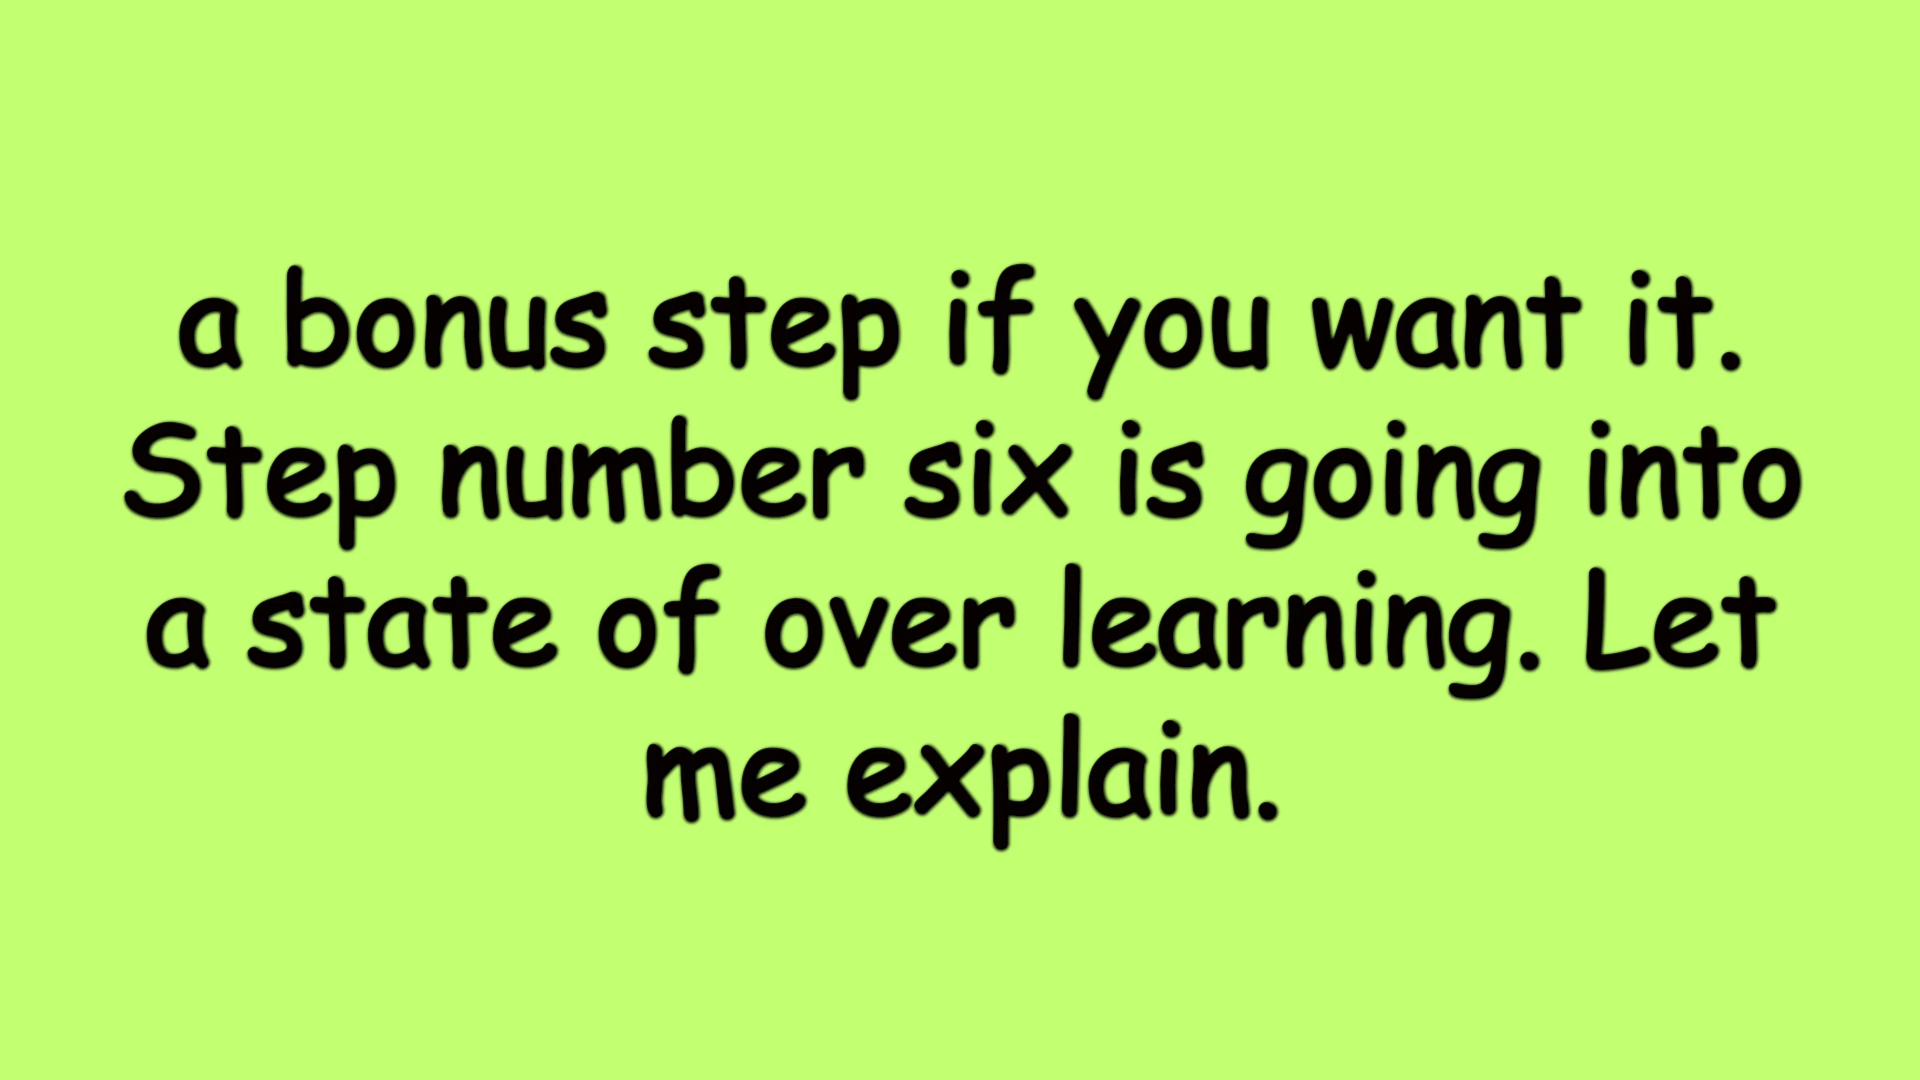 a bonus step if you want it.
Step number six is going into
a state of over learning. Let
me explain.